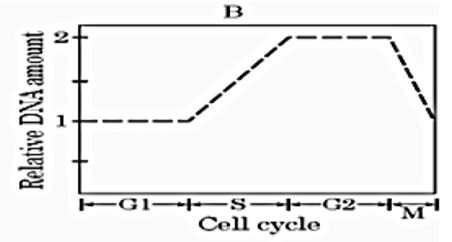 B
Relative DNA amount
2
1
G1 S G2 M
Cell cycle